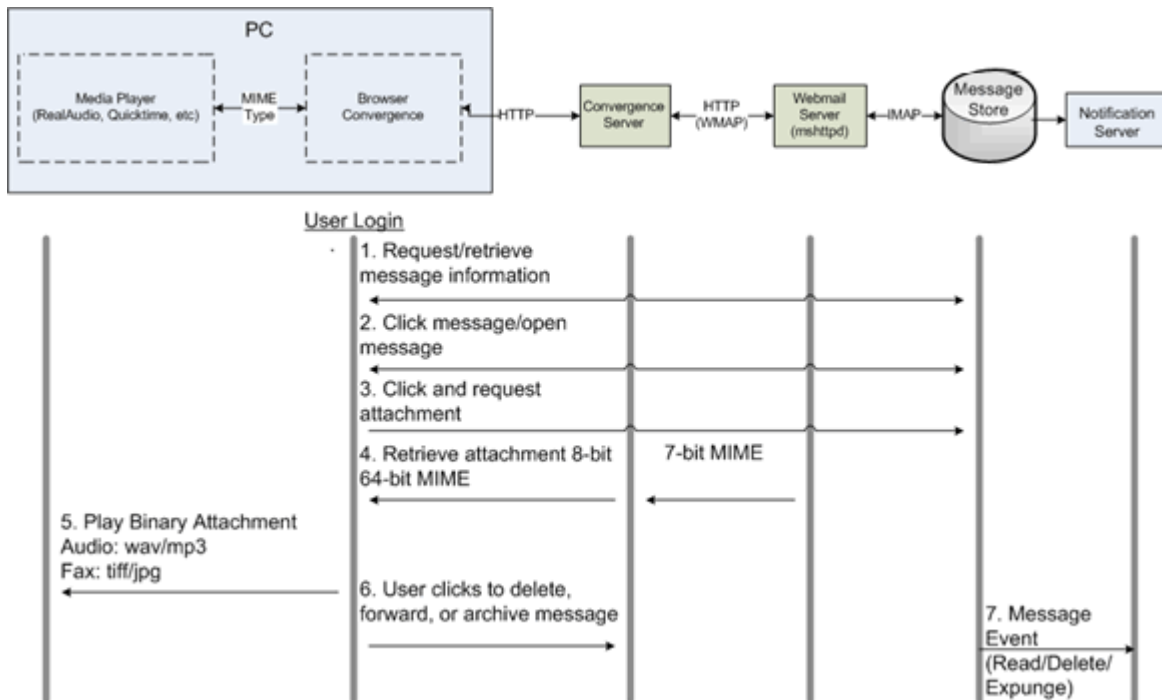 PC
Media Player
(RealAudio, Quicktime, etc)
MIME
Type
Browser
Convergence
HTTP
Convergence
Server
HTTP
(WMAP)
Webmail
Server
(mshttpd)
IMAP
Message
Store
Notification
Server
User Login
1. Request/retrieve
message information
2. Click message/open
message
3. Click and request
attachment
4. Retrieve attachment 8-bit
64-bit MIME
7-bit MIME
5. Play Binary Attachment
Audio: wav/mp3
Fax: tiff/jpg
6. User clicks to delete,
forward, or archive message
7. Message
Event
(Read/Delete/
Expunge)